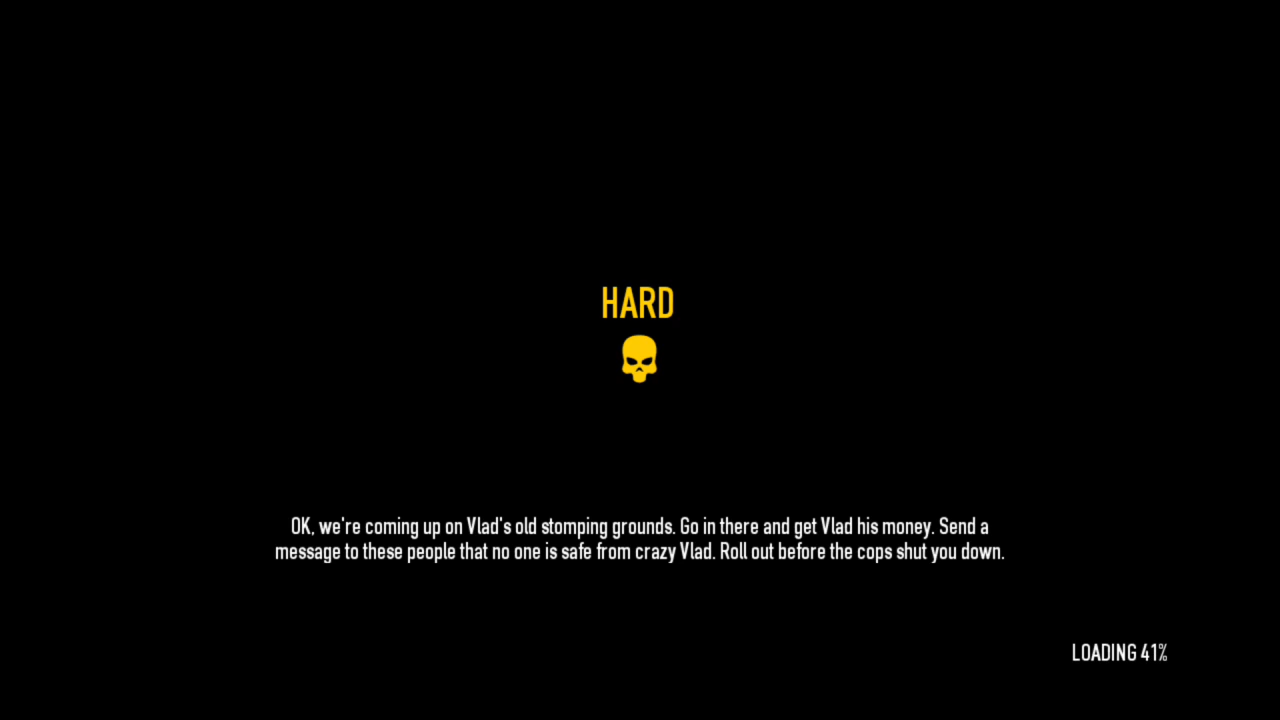 HARD
OK, we're coming up on Vlad's old stomping grounds. Go in there and get Vlad his money. Send a
message to these people that no one is safe from crazy Vlad. Roll out before the cops shut you down.
LOADING 41%